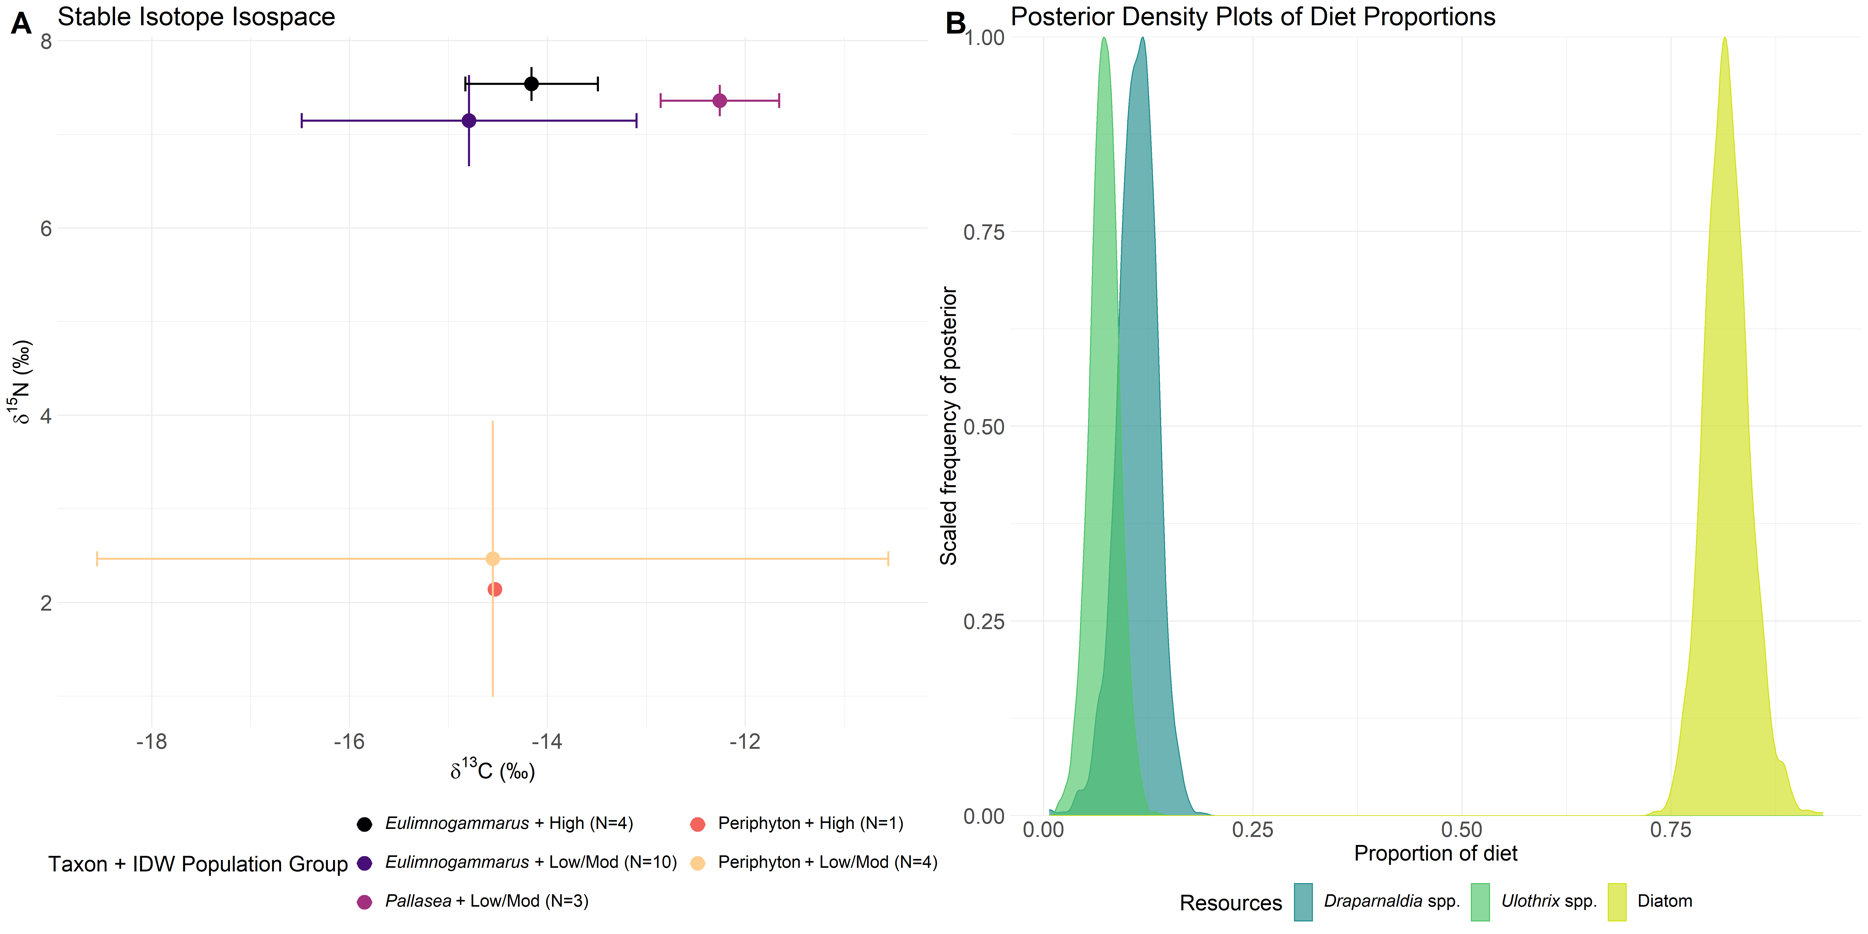 A
Stable Isotope Isospace
8
6
4
2
δ15N (‰)
-18
-16
-14
-12
δ13C (‰)
Taxon + IDW Population Group
Eulimnogammarus + High (N=4)
Eulimnogammarus + Low/Mod (N=10)
Pallasea + Low/Mod (N=3)
Periphyton + High (N=1)
Periphyton + Low/Mod (N=4)
B
Posterior Density Plots of Diet Proportions
1.00
0.75
0.50
0.25
0.00
Scaled frequency of posterior
0.00
0.25
0.50
0.75
Proportion of diet
Resources
Draparnaldia spp.
Ulothrix spp.
Diatom